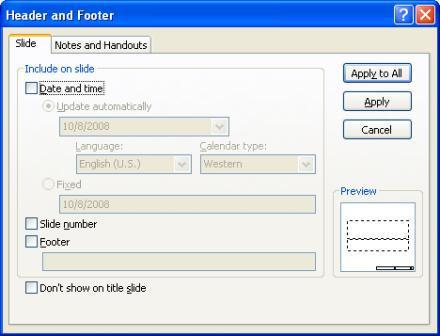 Header and Footer
Slide
Notes and Handouts
Include on slide
Date and time
Update automatically
10/8/2008
Language:
Calendar type:
English (U.S.)
Western
Fixed
10/8/2008
Slide number
Footer
Don't show on title slide
Apply to All
Apply
Cancel
Preview